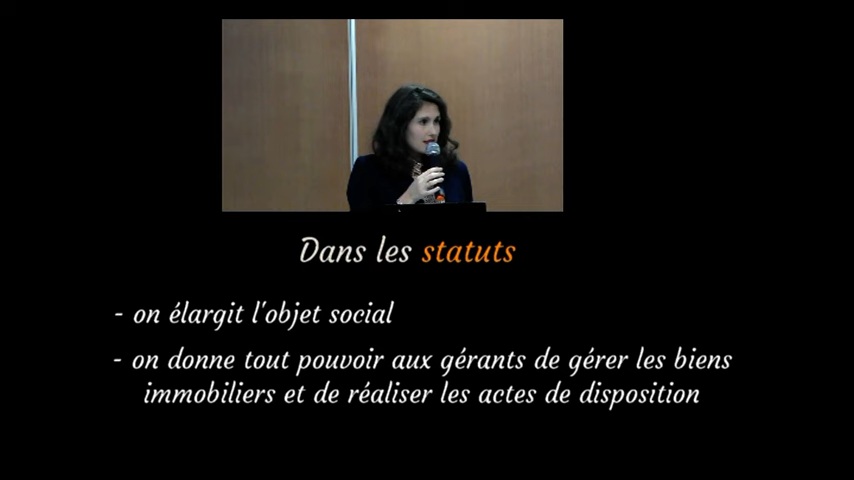 Dans les statuts
- on élargit l'objet social
- on donne tout pouvoir aux gérants de gérer les biens
immobiliers et de réaliser les actes de disposition